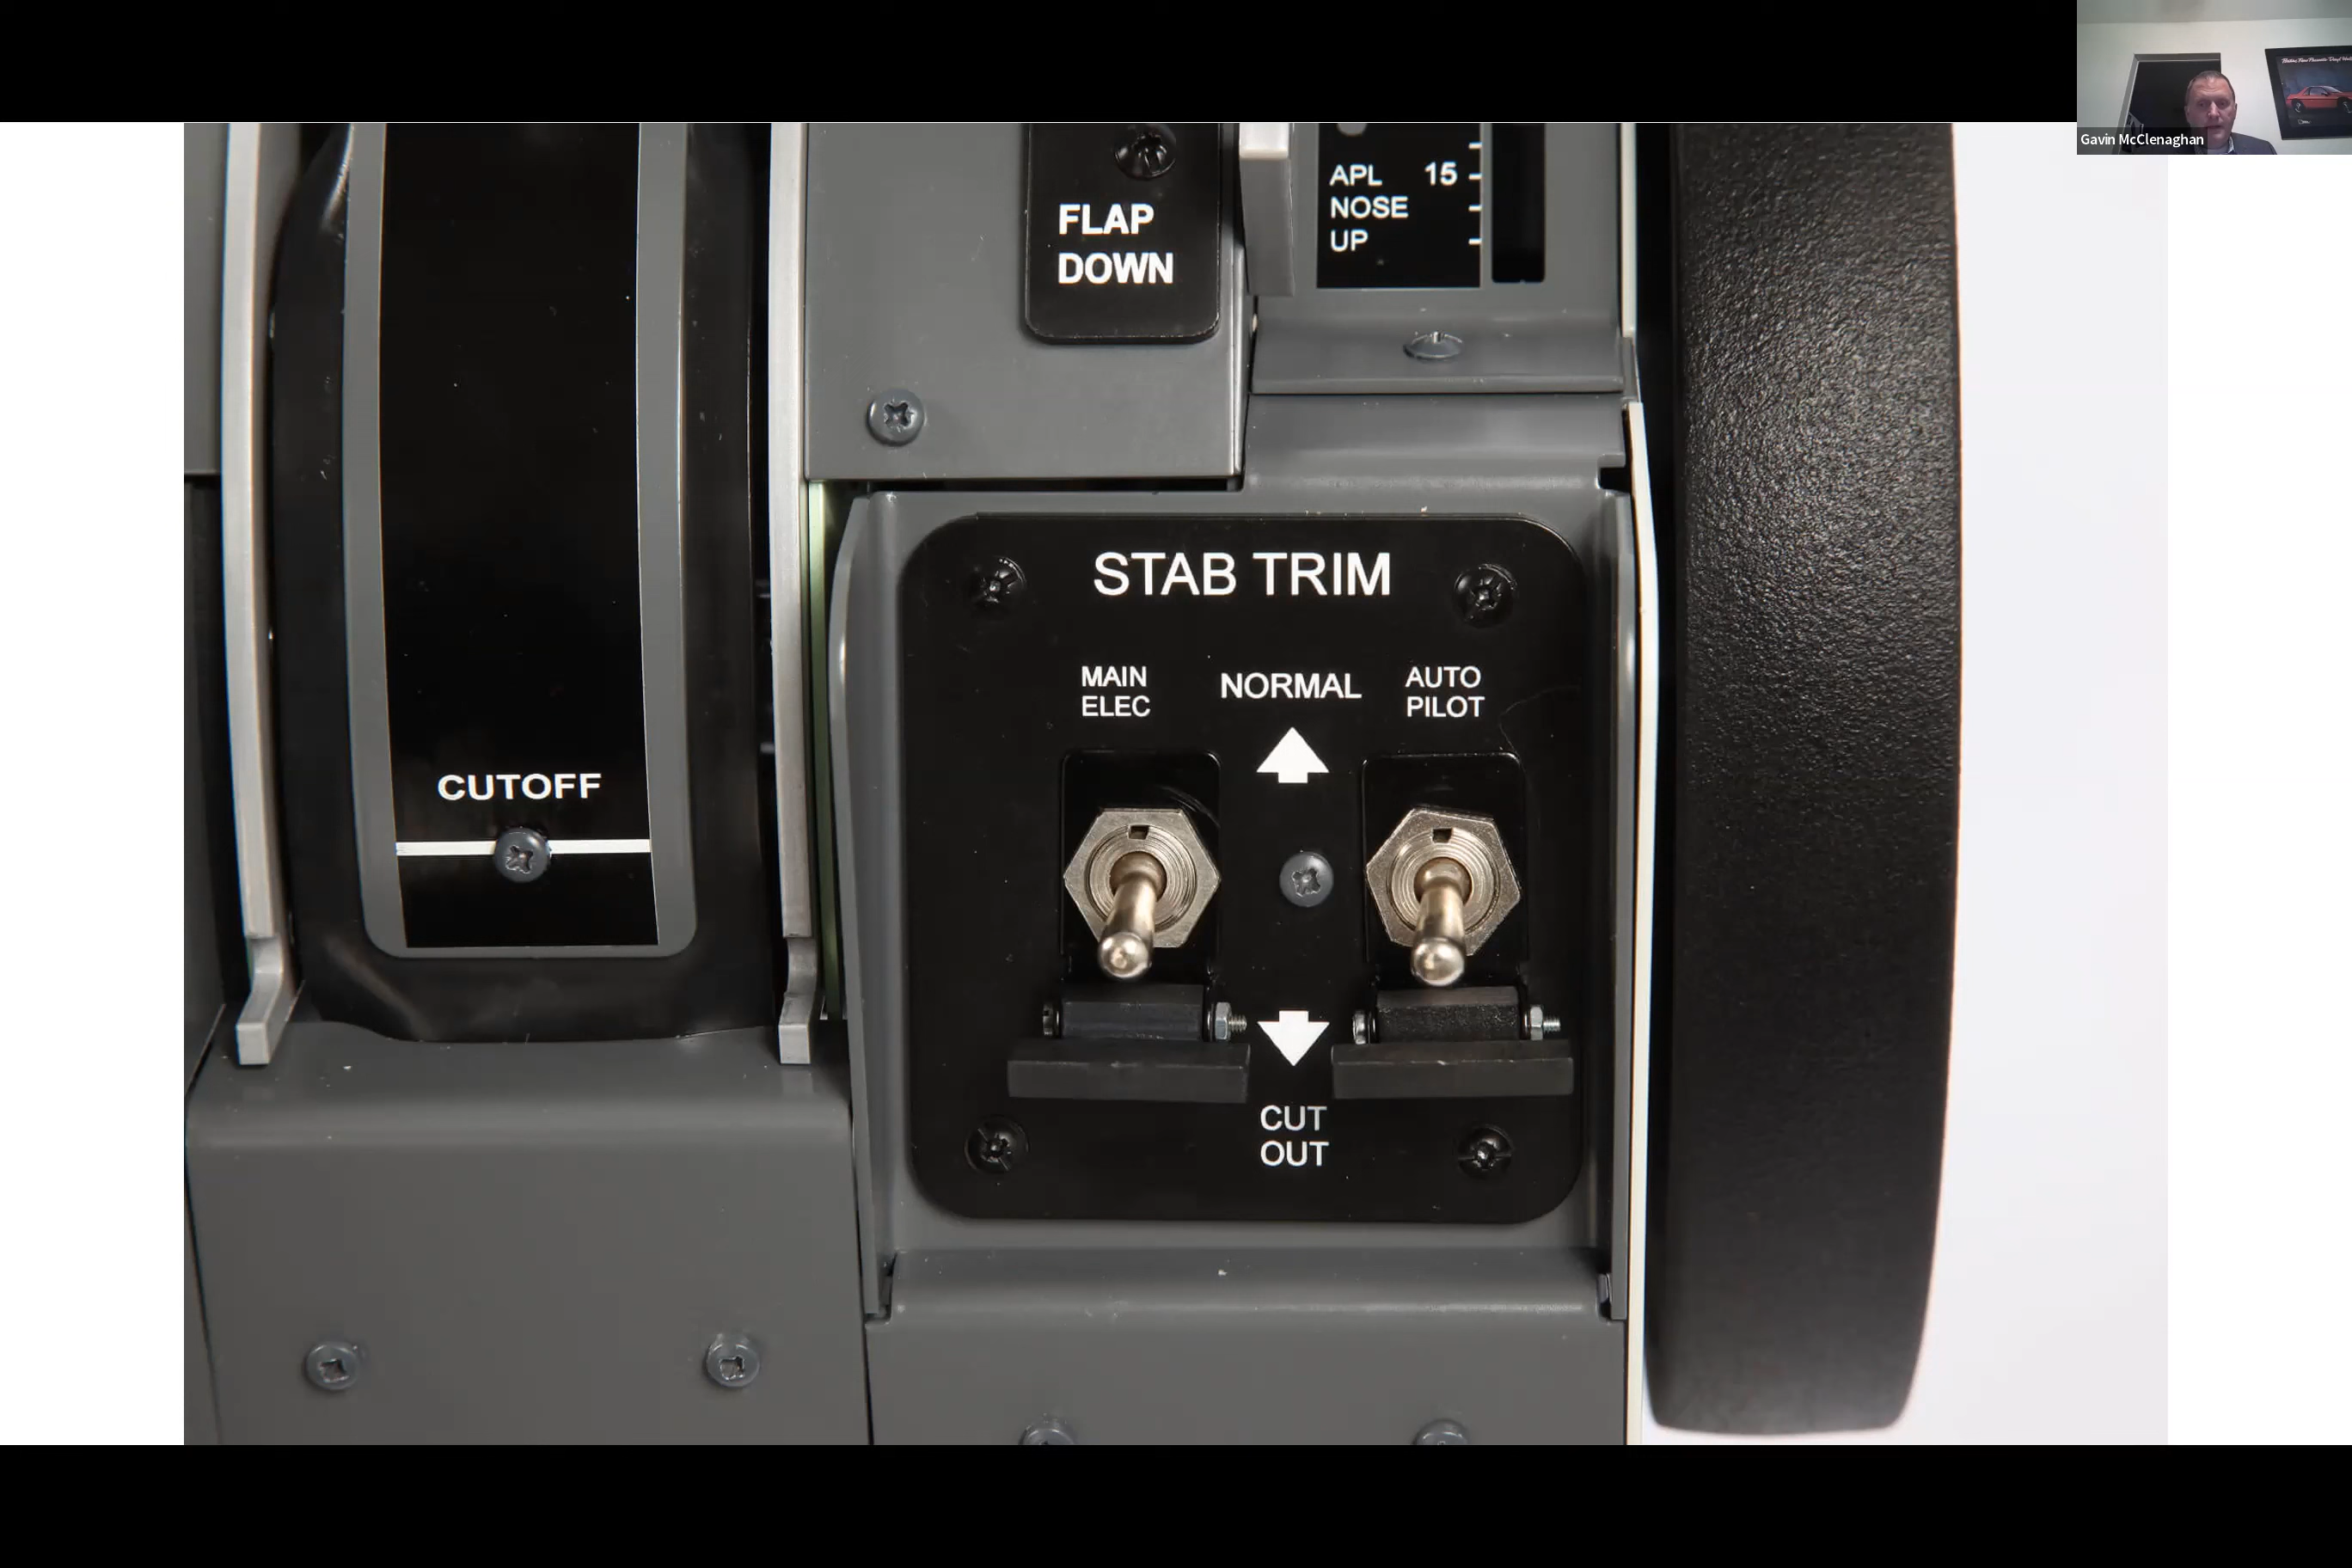 Gavin McClenaghan
APL 15
NOSE
UP
FLAP
DOWN
STAB TRIM
MAIN
ELEC
NORMAL
AUTO
PILOT
CUTOFF
CUT
OUT